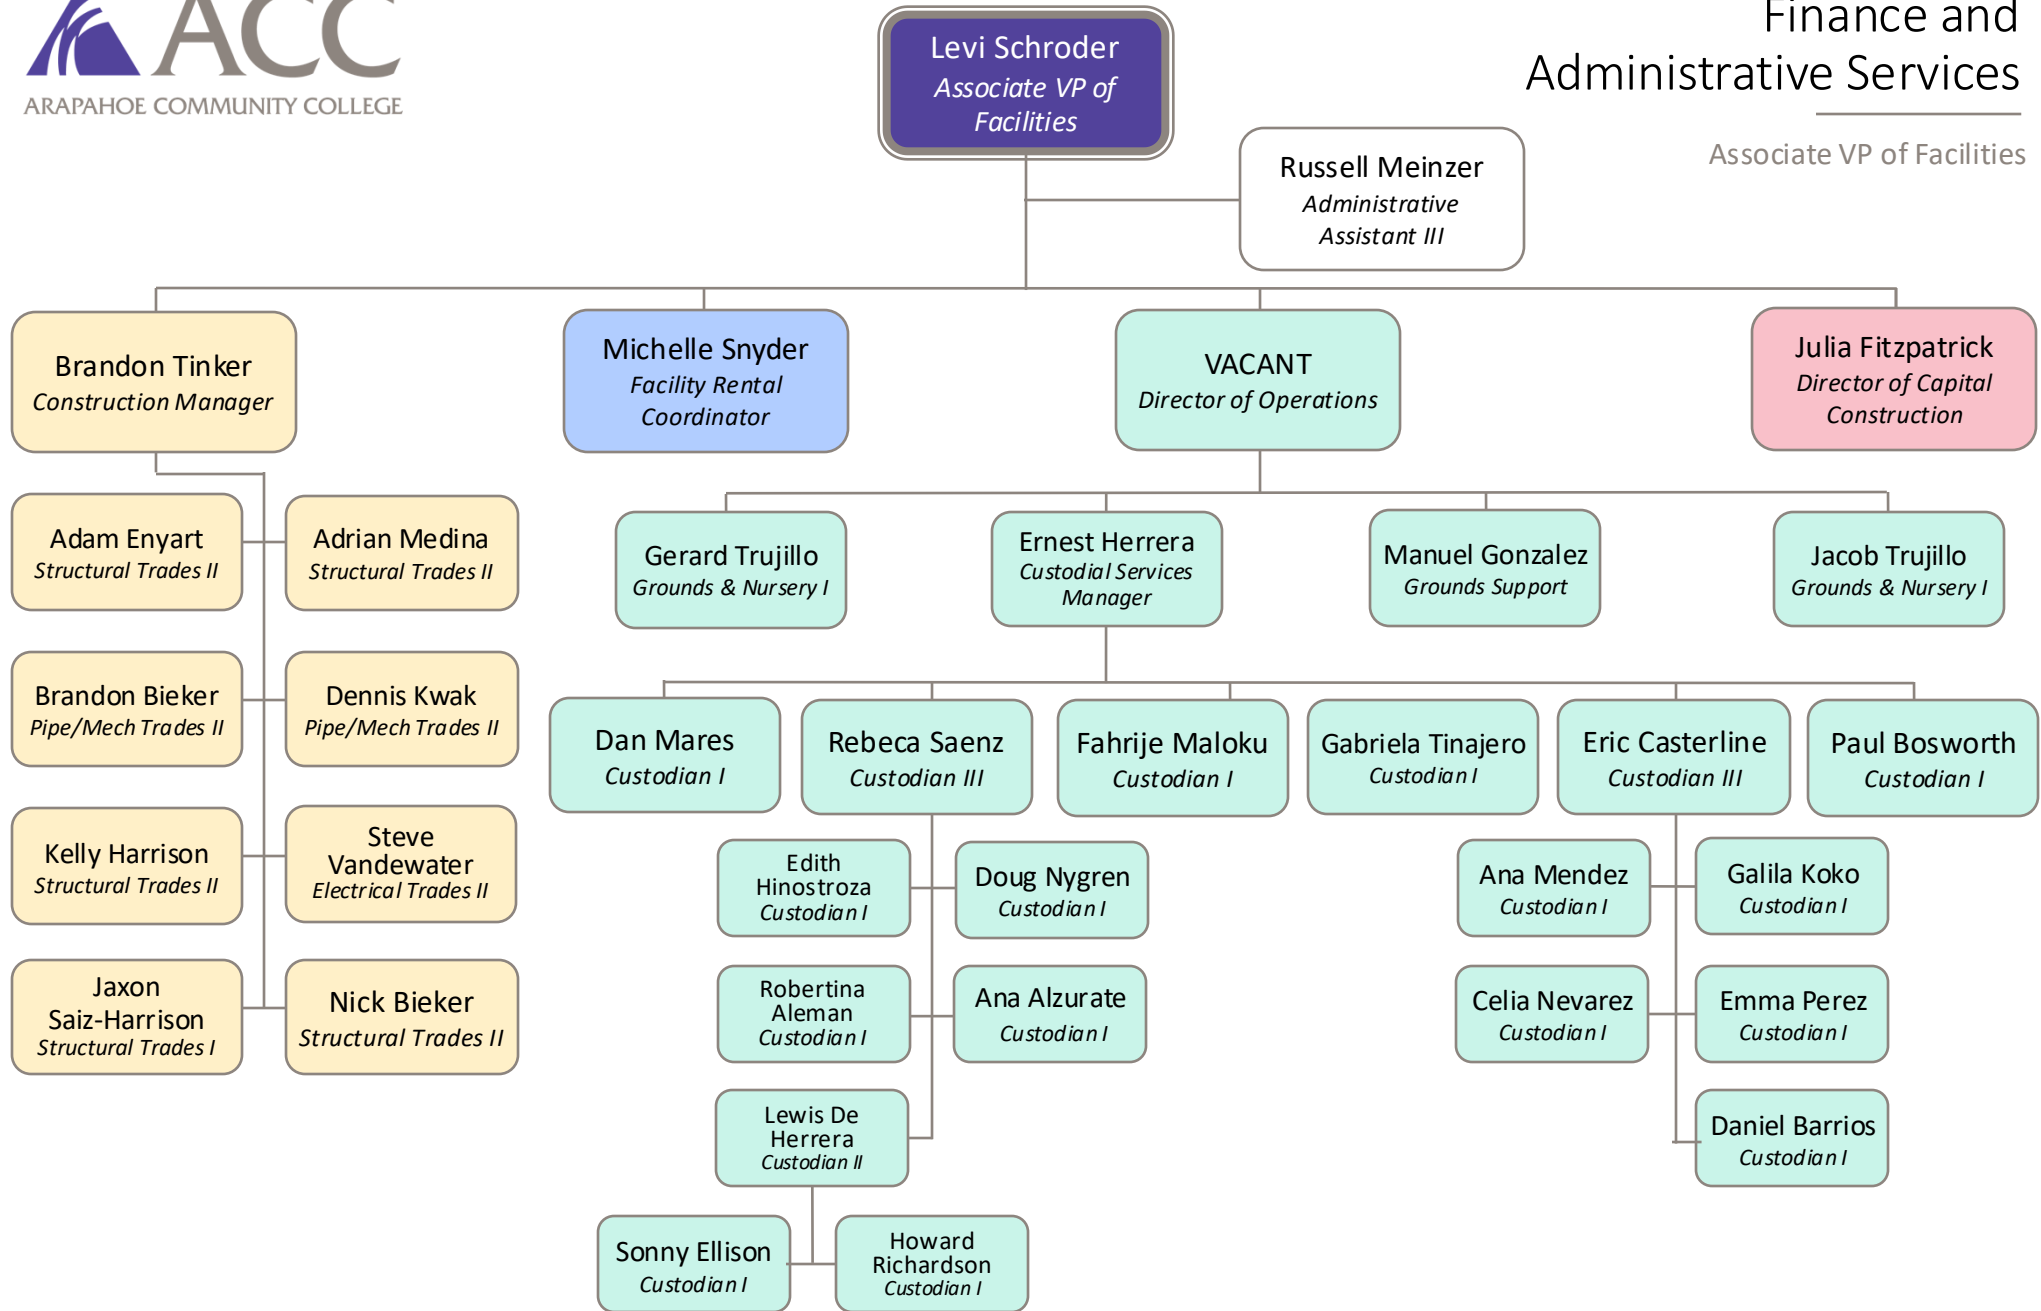 ACC
ARAPAHOE COMMUNITY COLLEGE
Finance and
Administrative Services
Associate VP of Facilities
Levi Schroder
Associate VP of
Facilities
Russell Meinzer
Administrative
Assistant III
Brandon Tinker
Construction Manager
Michelle Snyder
Facility Rental
Coordinator
VACANT
Director of Operations
Julia Fitzpatrick
Director of Capital
Construction
Adam Enyart
Structural Trades II
Adrian Medina
Structural Trades II
Brandon Bieker
Pipe/Mech Trades II
Dennis Kwak
Pipe/Mech Trades II
Kelly Harrison
Structural Trades II
Steve
Vandewater
Electrical Trades II
Jaxon
Saiz-Harrison
Structural Trades I
Nick Bieker
Structural Trades II
Gerard Trujillo
Grounds & Nursery I
Ernest Herrera
Custodial Services
Manager
Manuel Gonzalez
Grounds Support
Jacob Trujillo
Grounds & Nursery I
Dan Mares
Custodian I
Rebeca Saenz
Custodian III
Fahrije Maloku
Custodian I
Gabriela Tinajero
Custodian I
Eric Casterline
Custodian III
Paul Bosworth
Custodian I
Edith
Hinostroza
Custodian I
Doug Nygren
Custodian I
Robertina
Aleman
Custodian I
Ana Alzurate
Custodian I
Lewis De
Herrera
Custodian II
Sonny Ellison
Custodian I
Howard
Richardson
Custodian I
Ana Mendez
Custodian I
Galila Koko
Custodian I
Celia Nevarez
Custodian I
Emma Perez
Custodian I
Daniel Barrios
Custodian I